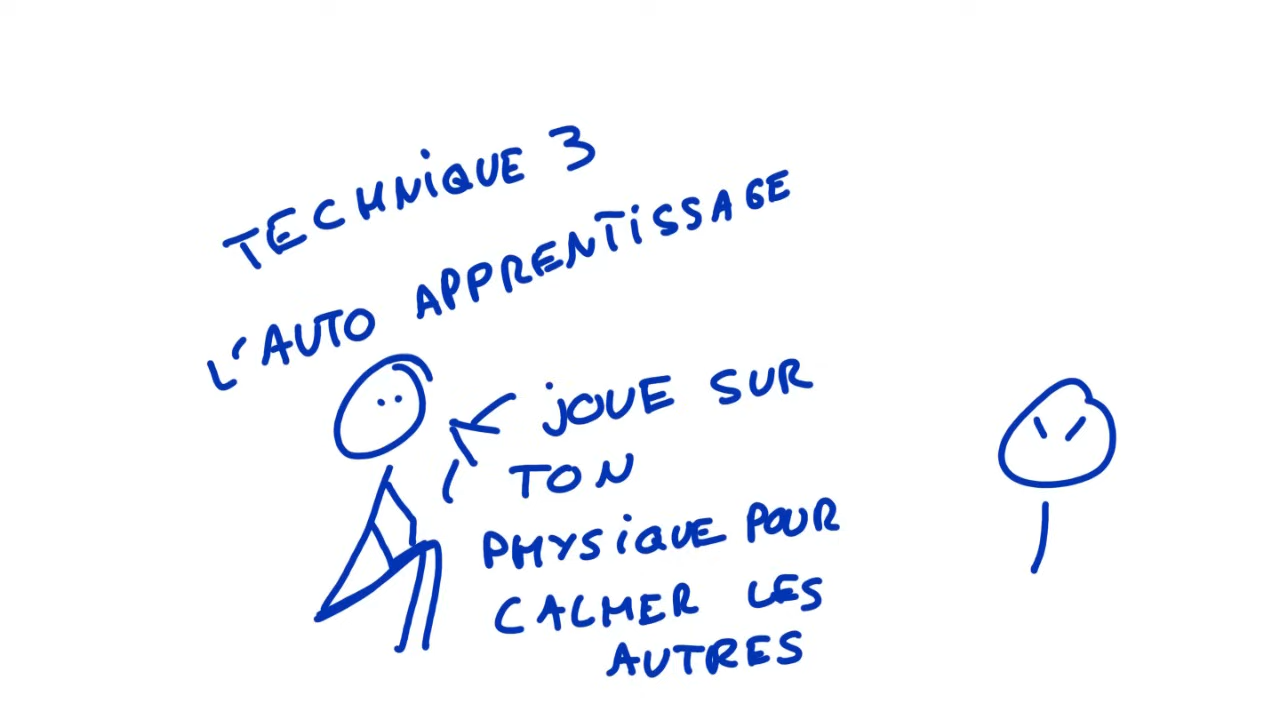 TECHNIQUE 3
L'AUTO APPRENTISSAGE
JOUE SUR
TON
PHYSIQUE POUR
CALMER LES
AUTRES